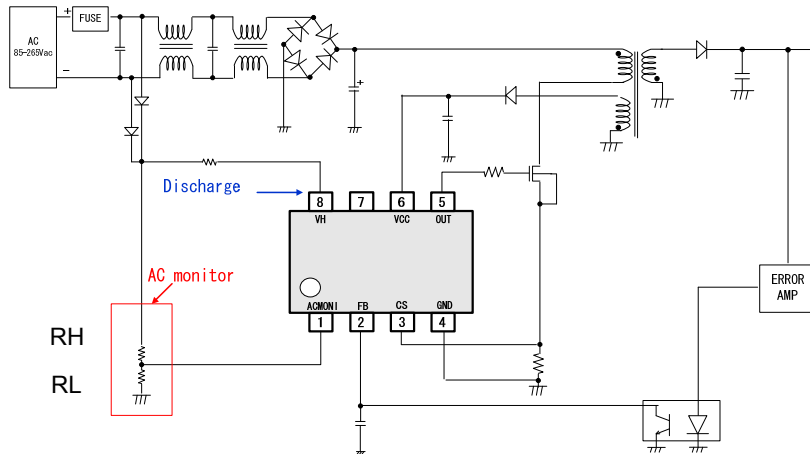 +
FUSE
AC
85-265Vac
−
+
Discharge
8
7
6
5
VH
VCC
OUT
AC monitor
ACMONI
FB
CS
GND
1
2
3
4
RH
RL
ERROR
AMP